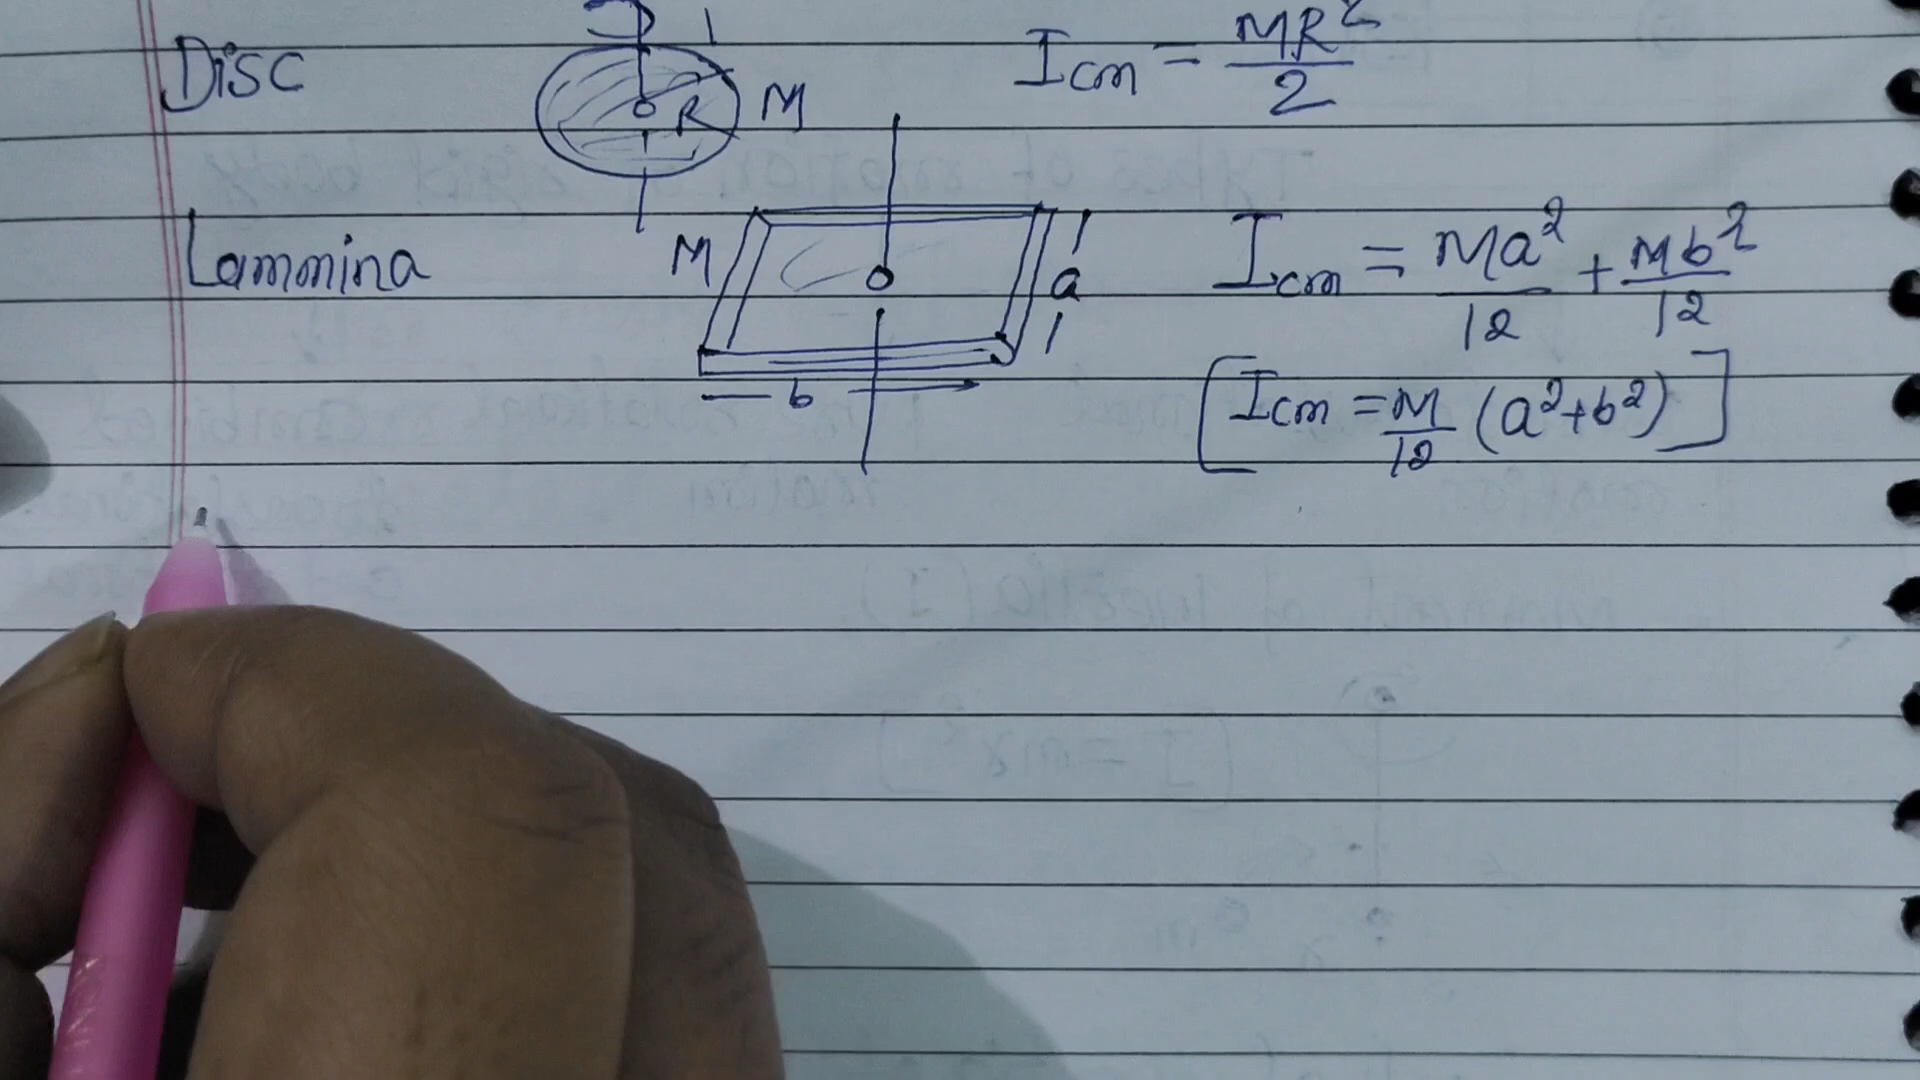 Disc R M Icm = MR²/2
Lammina M a b Icm = Ma²/12 + Mb²/12
[Icm = M/12 (a²+b²)]